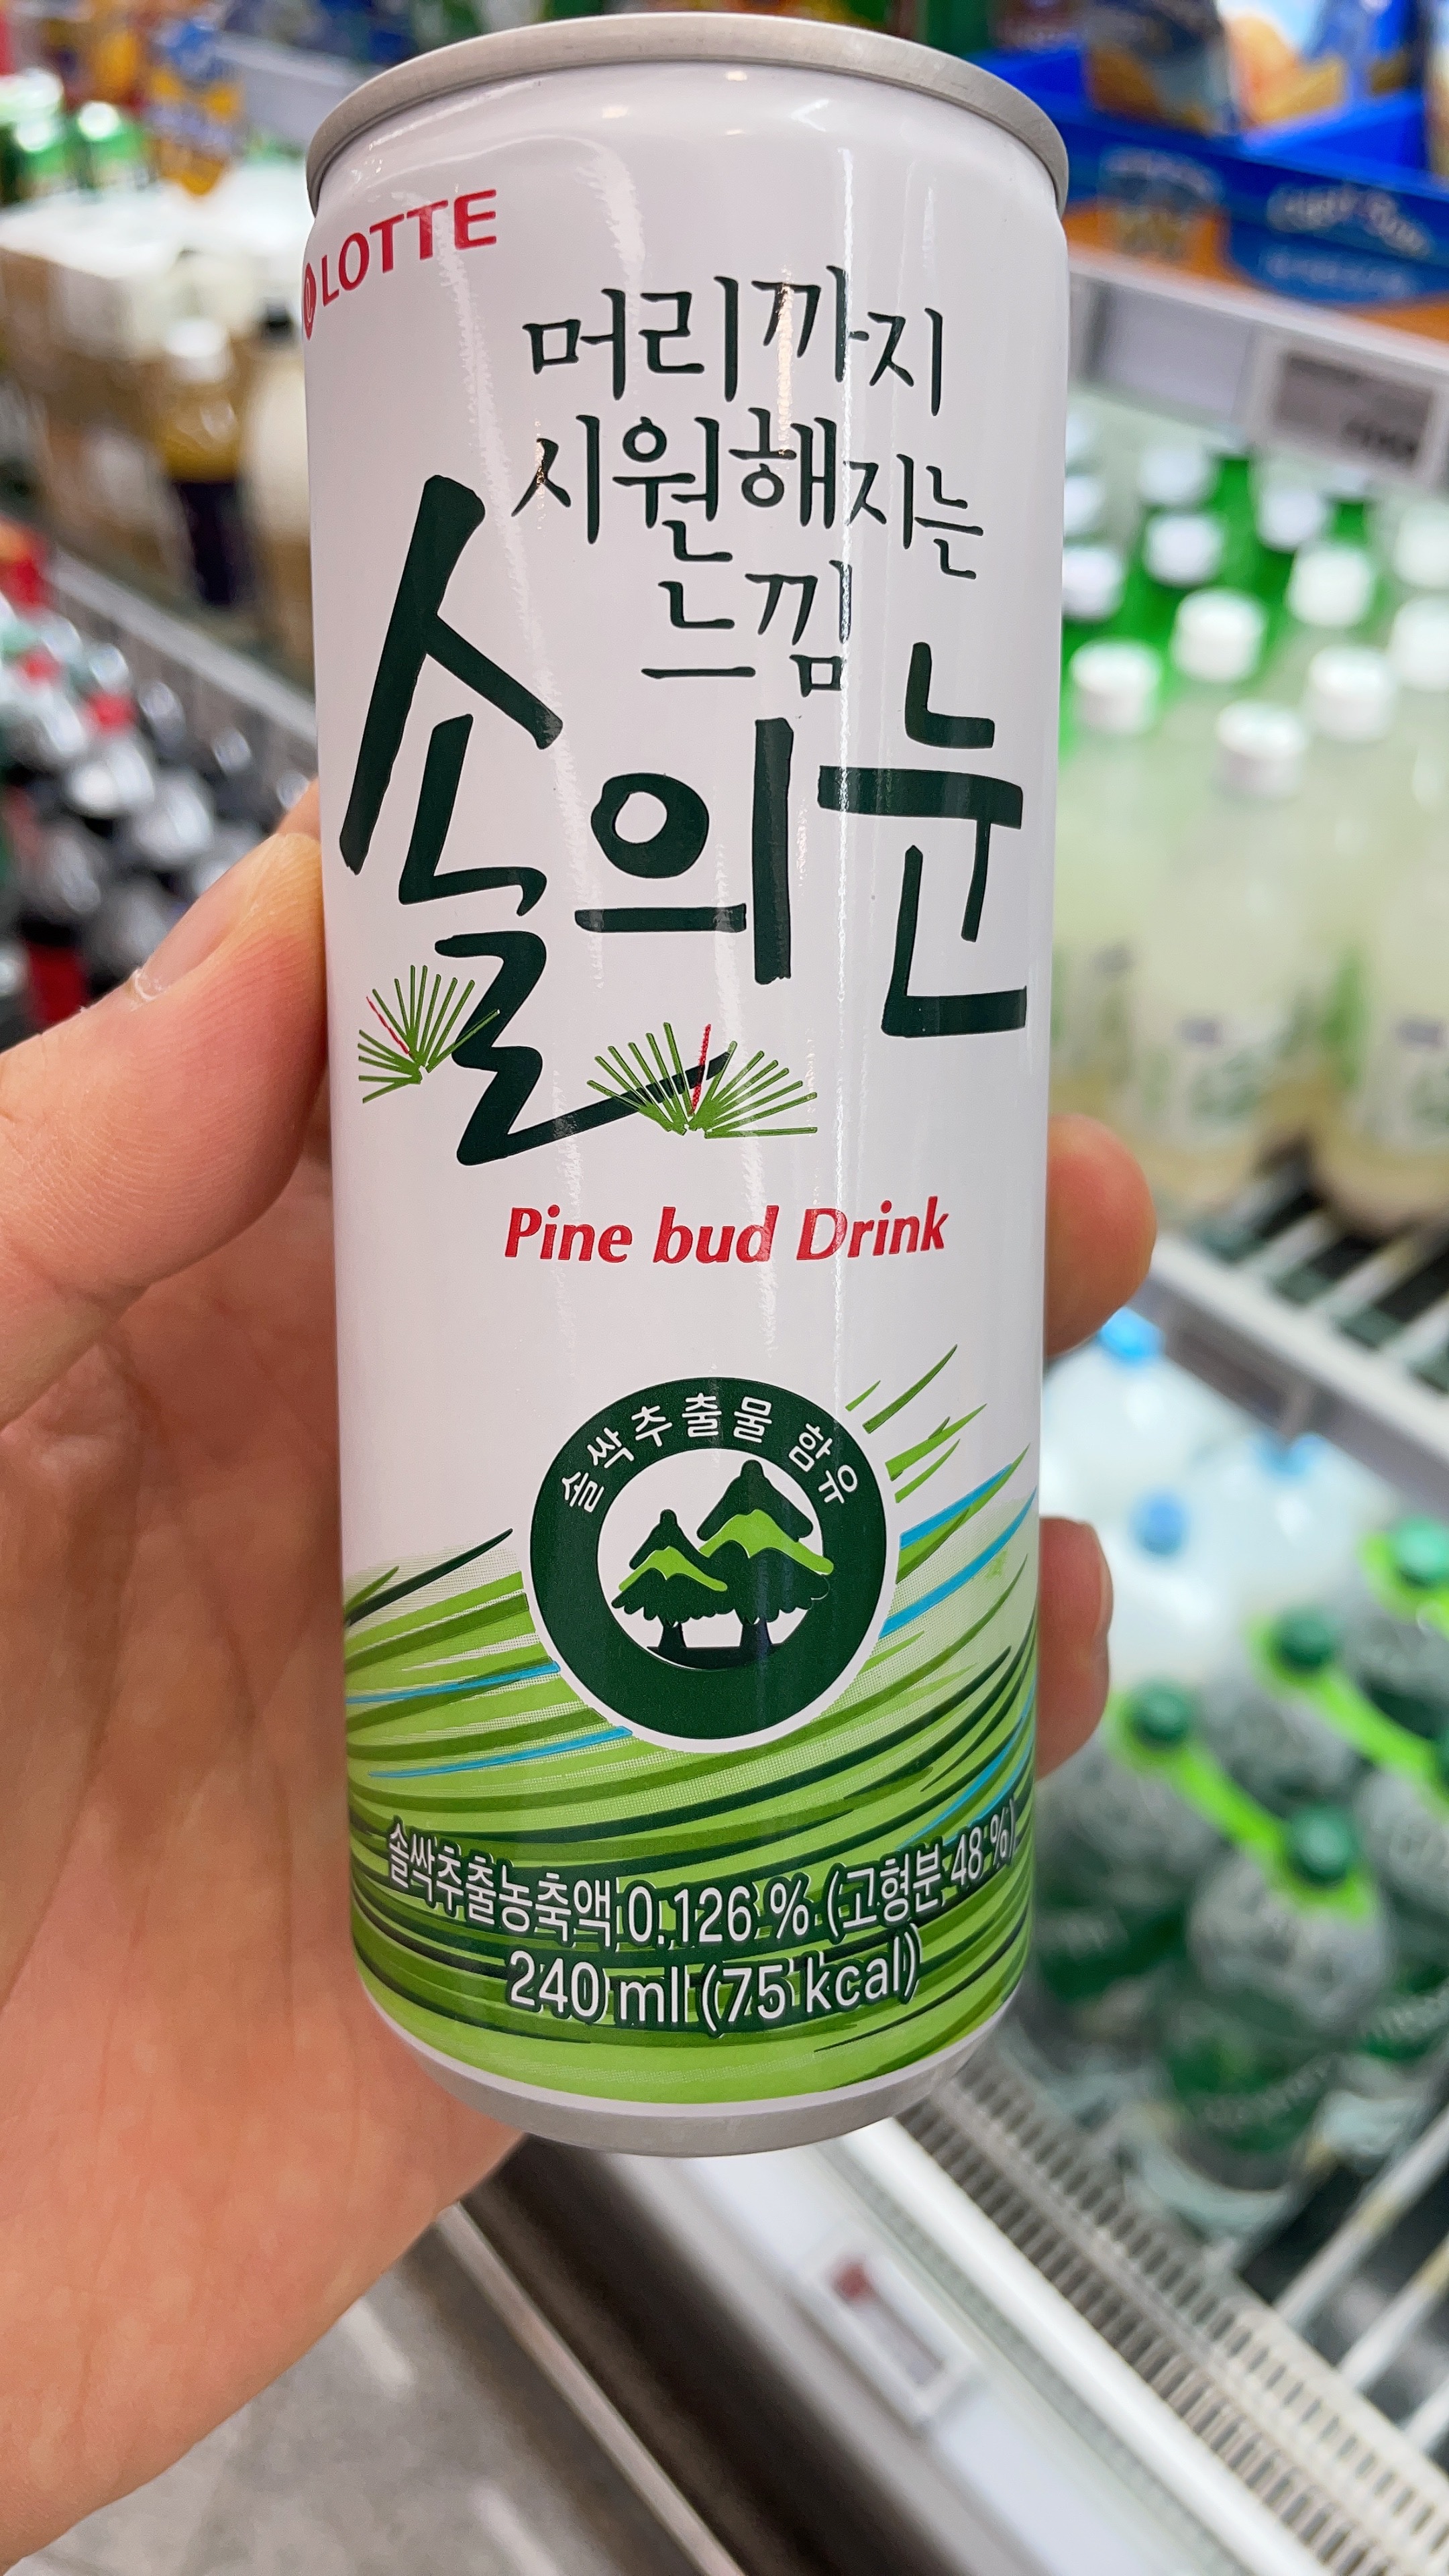 LOTTE
머리까지
시원해지는
느낌
솔의눈
Pine bud Drink
솔싹추출물 함유
솔싹추출농축액 0.126 % (고형분 48 %)
240 ml (75 kcal)